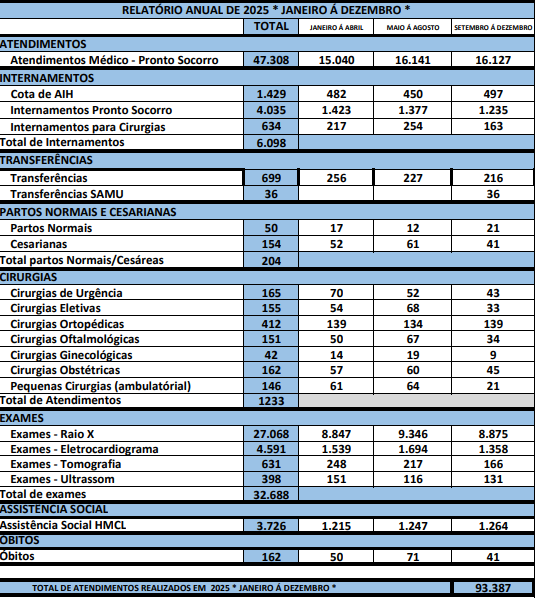 RELATÓRIO ANUAL DE 2025 * JANEIRO Á DEZEMBRO *
TOTAL JANEIRO Á ABRIL MAIO Á AGOSTO SETEMBRO Á DEZEMBRO
ATENDIMENTOS
Atendimentos Médico - Pronto Socorro 47.308 15.040 16.141 16.127
INTERNAMENTOS
Cota de AIH 1.429 482 450 497
Internamentos Pronto Socorro 4.035 1.423 1.377 1.235
Internamentos para Cirurgias 634 217 254 163
Total de Internamentos 6.098
TRANSFERÊNCIAS
Transferências 699 256 227 216
Transferências SAMU 36 36
PARTOS NORMAIS E CESARIANAS
Partos Normais 50 17 12 21
Cesarianas 154 52 61 41
Total partos Normais/Cesáreas 204
CIRURGIAS
Cirurgias de Urgência 165 70 52 43
Cirurgias Eletivas 155 54 68 33
Cirurgias Ortopédicas 412 139 134 139
Cirurgias Oftalmológicas 151 50 67 34
Cirurgias Ginecológicas 42 14 19 9
Cirurgias Obstétricas 162 57 60 45
Pequenas Cirurgias (ambulatórial) 146 61 64 21
Total de Atendimentos 1233
EXAMES
Exames - Raio X 27.068 8.847 9.346 8.875
Exames - Eletrocardiograma 4.591 1.539 1.694 1.358
Exames - Tomografia 631 248 217 166
Exames - Ultrassom 398 151 116 131
Total de exames 32.688
ASSISTÊNCIA SOCIAL
Assistência Social HMCL 3.726 1.215 1.247 1.264
ÓBITOS
Óbitos 162 50 71 41
TOTAL DE ATENDIMENTOS REALIZADOS EM 2025 * JANEIRO Á DEZEMBRO * 93.387